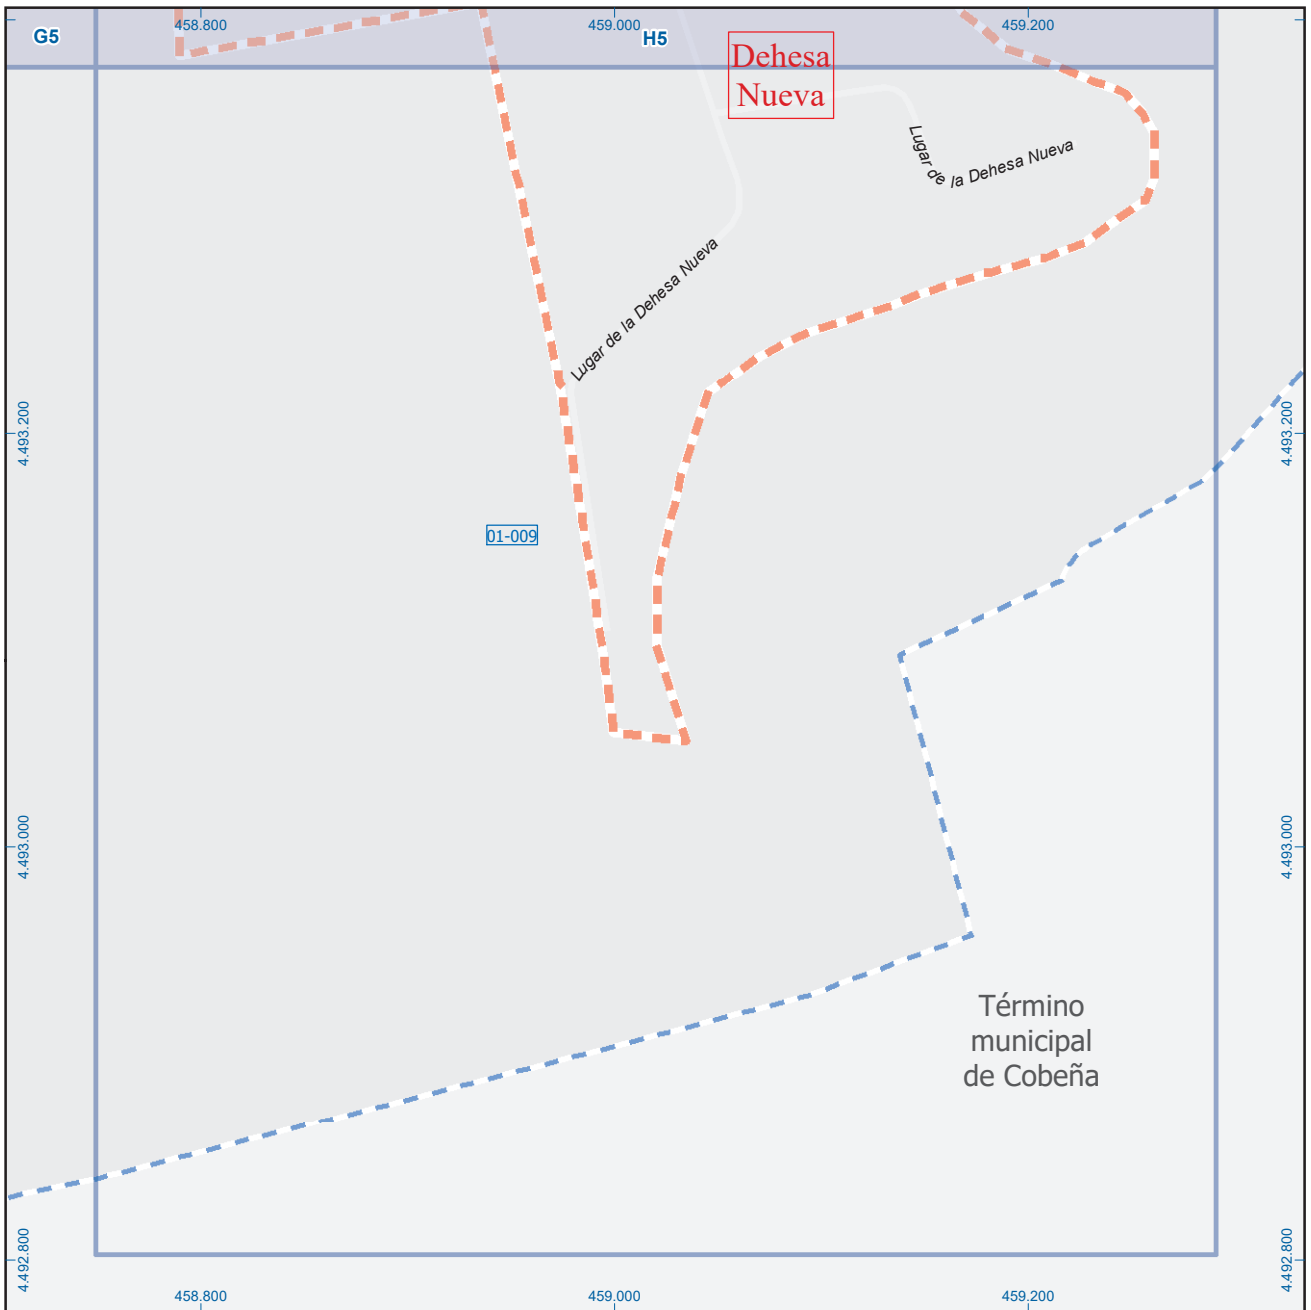 458.800
459.000
459.200
G5
H5
Dehesa
Nueva
Lugar de la Dehesa Nueva
Lugar de la Dehesa Nueva
4.493.200
4.493.200
01-009
4.493.000
4.493.000
Término
municipal
de Cobeña
4.492.800
4.492.800
458.800
459.000
459.200